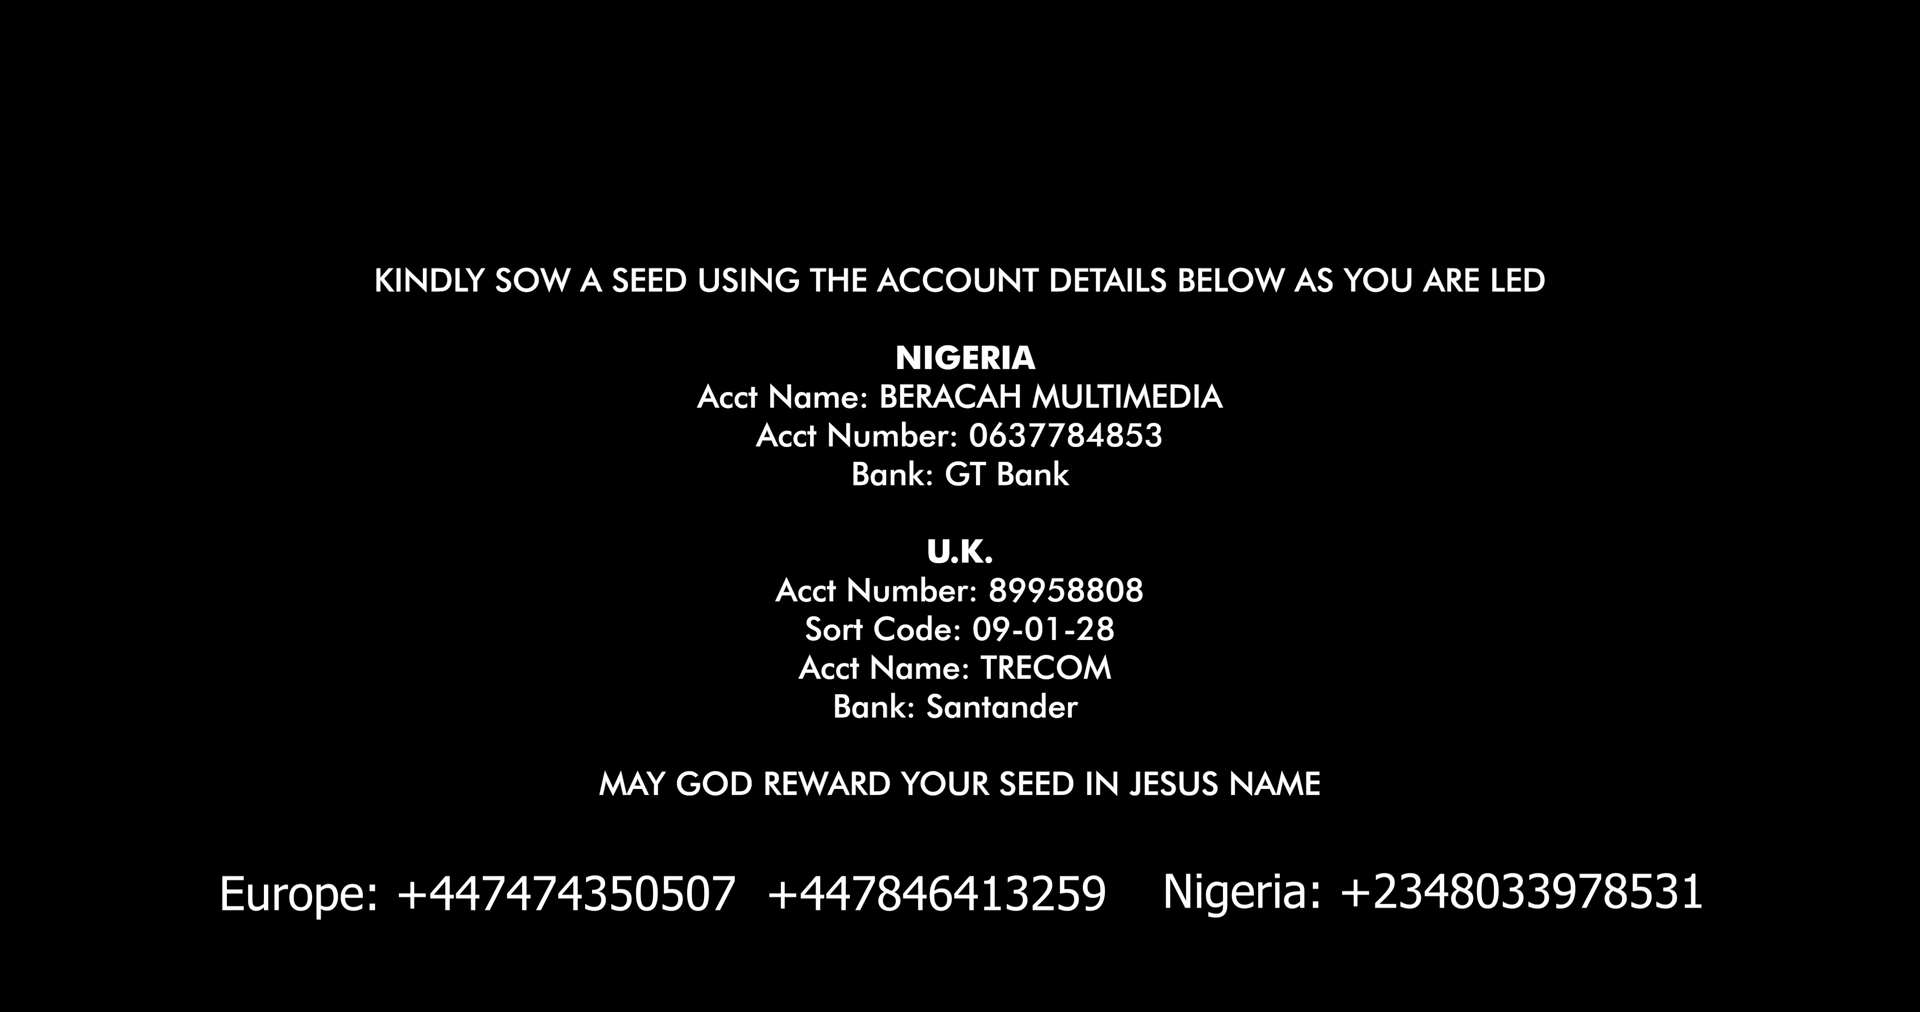 KINDLY SOW A SEED USING THE ACCOUNT DETAILS BELOW AS YOU ARE LED
NIGERIA
Acct Name: BERACAH MULTIMEDIA
Acct Number: 0637784853
Bank: GT Bank
U.K.
Acct Number: 89958808
Sort Code: 09-01-28
Acct Name: TRECOM
Bank: Santander
MAY GOD REWARD YOUR SEED IN JESUS NAME
Europe: +447474350507 +447846413259 Nigeria: +2348033978531